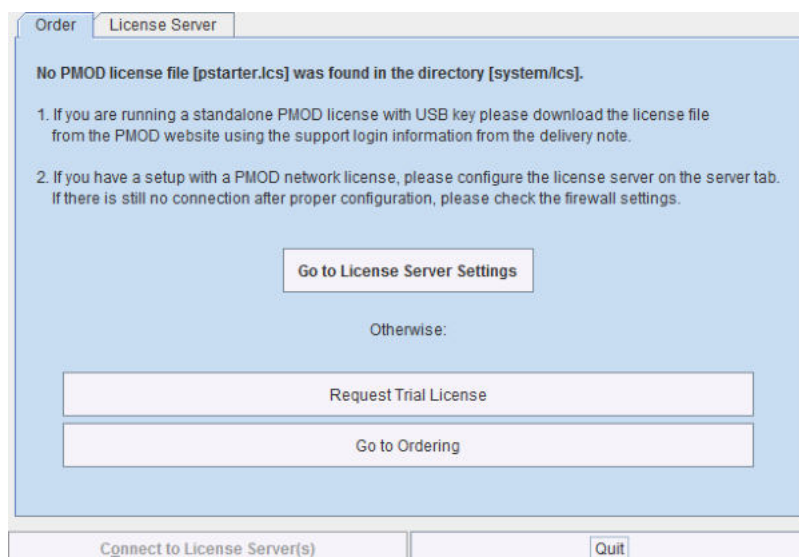 Order
License Server
No PMOD license file [pstarter.lcs] was found in the directory [system/lcs].
1. If you are running a standalone PMOD license with USB key please download the license file
from the PMOD website using the support login information from the delivery note.
2. If you have a setup with a PMOD network license, please configure the license server on the server tab.
If there is still no connection after proper configuration, please check the firewall settings.
Go to License Server Settings
Otherwise:
Request Trial License
Go to Ordering
Connect to License Server(s)
Quit